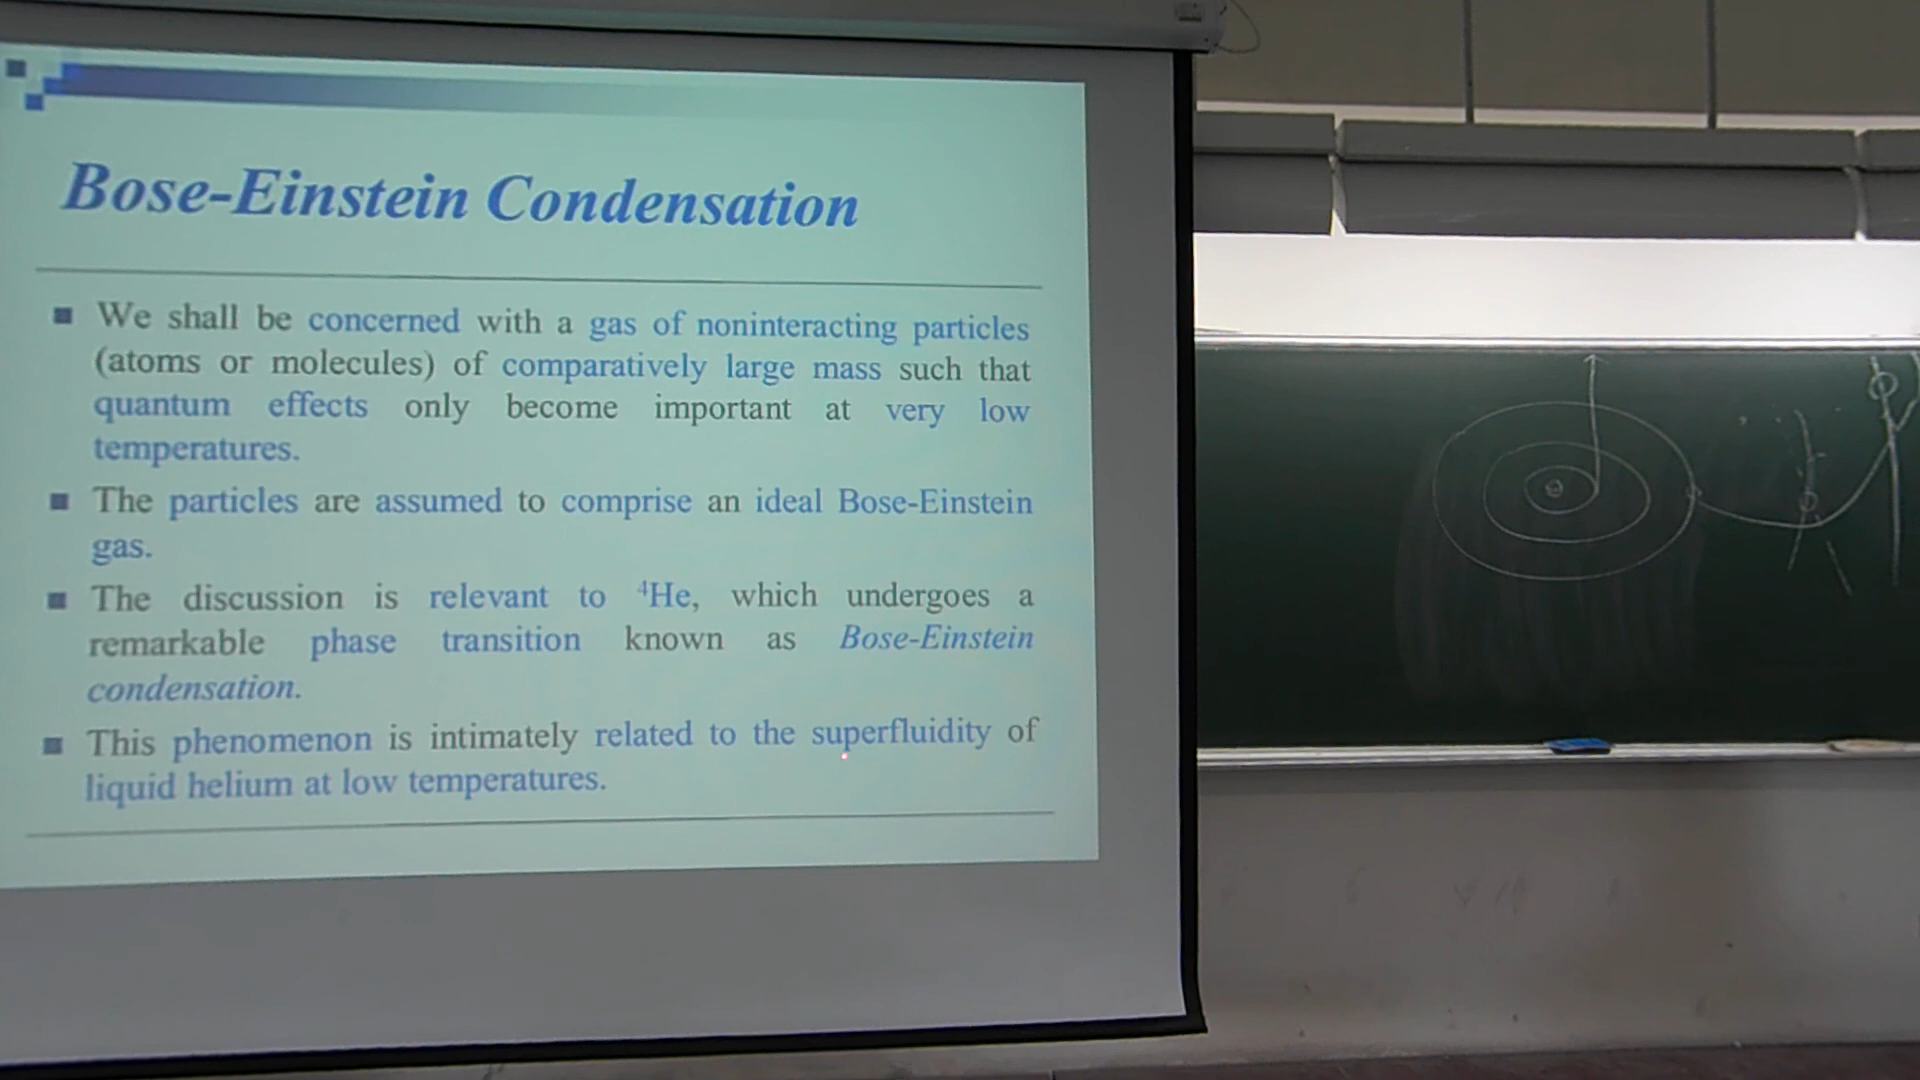 Bose-Einstein Condensation
We shall be concerned with a gas of noninteracting particles
(atoms or molecules) of comparatively large mass such that
quantum effects only become important at very low
temperatures.
The particles are assumed to comprise an ideal Bose-Einstein
gas.
The discussion is relevant to ⁴He, which undergoes a
remarkable phase transition known as Bose-Einstein
condensation.
This phenomenon is intimately related to the superfluidity of
liquid helium at low temperatures.